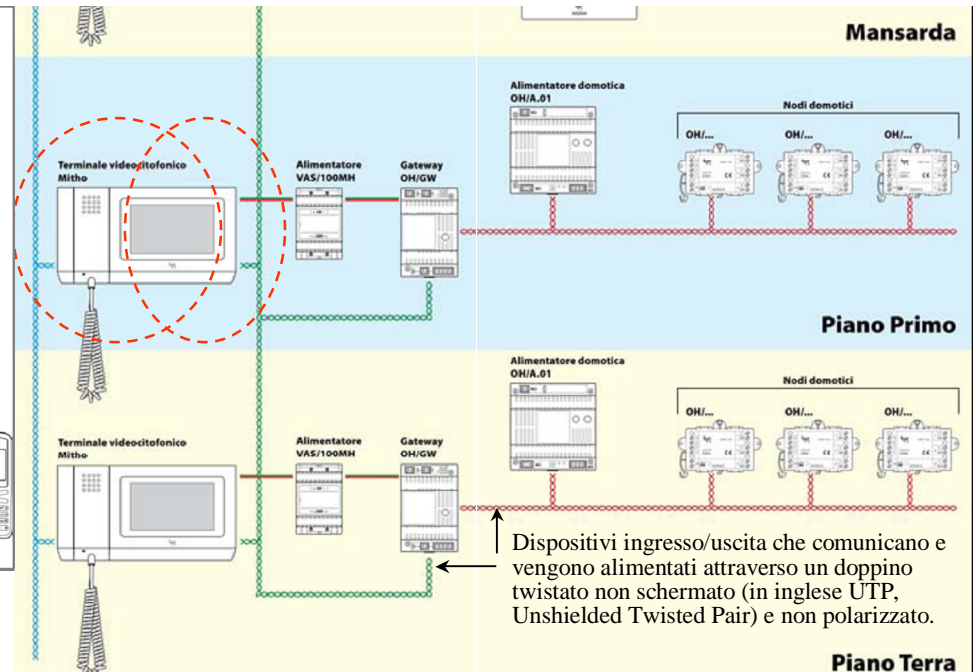 Mansarda
Alimentatore domotica
OH/A.01
Nodi domotici
OH/... OH/... OH/...
Terminale videocitofonico
Mitho
Alimentatore
VAS/100MH
Gateway
OH/GW
Piano Primo
Alimentatore domotica
OH/A.01
Nodi domotici
OH/... OH/... OH/...
Terminale videocitofonico
Mitho
Alimentatore
VAS/100MH
Gateway
OH/GW
Dispositivi ingresso/uscita che comunicano e
vengono alimentati attraverso un doppino
twistato non schermato (in inglese UTP,
Unshielded Twisted Pair) e non polarizzato.
Piano Terra